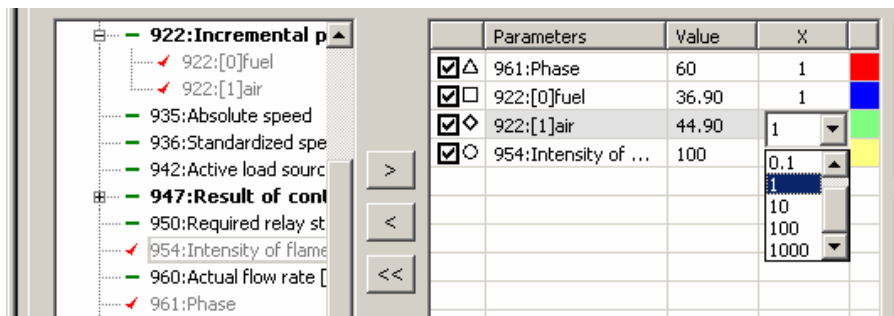 922:Incremental p
922:[0]fuel
922:[1]air
935:Absolute speed
936:Standardized spe
942:Active load sourc
947:Result of cont
950:Required relay st
954:Intensity of flame
960:Actual flow rate [
961:Phase
>
<
<<
Parameters Value X
961:Phase 60 1
922:[0]fuel 36.90 1
922:[1]air 44.90 1
954:Intensity of ... 100
0.1
1
10
100
1000